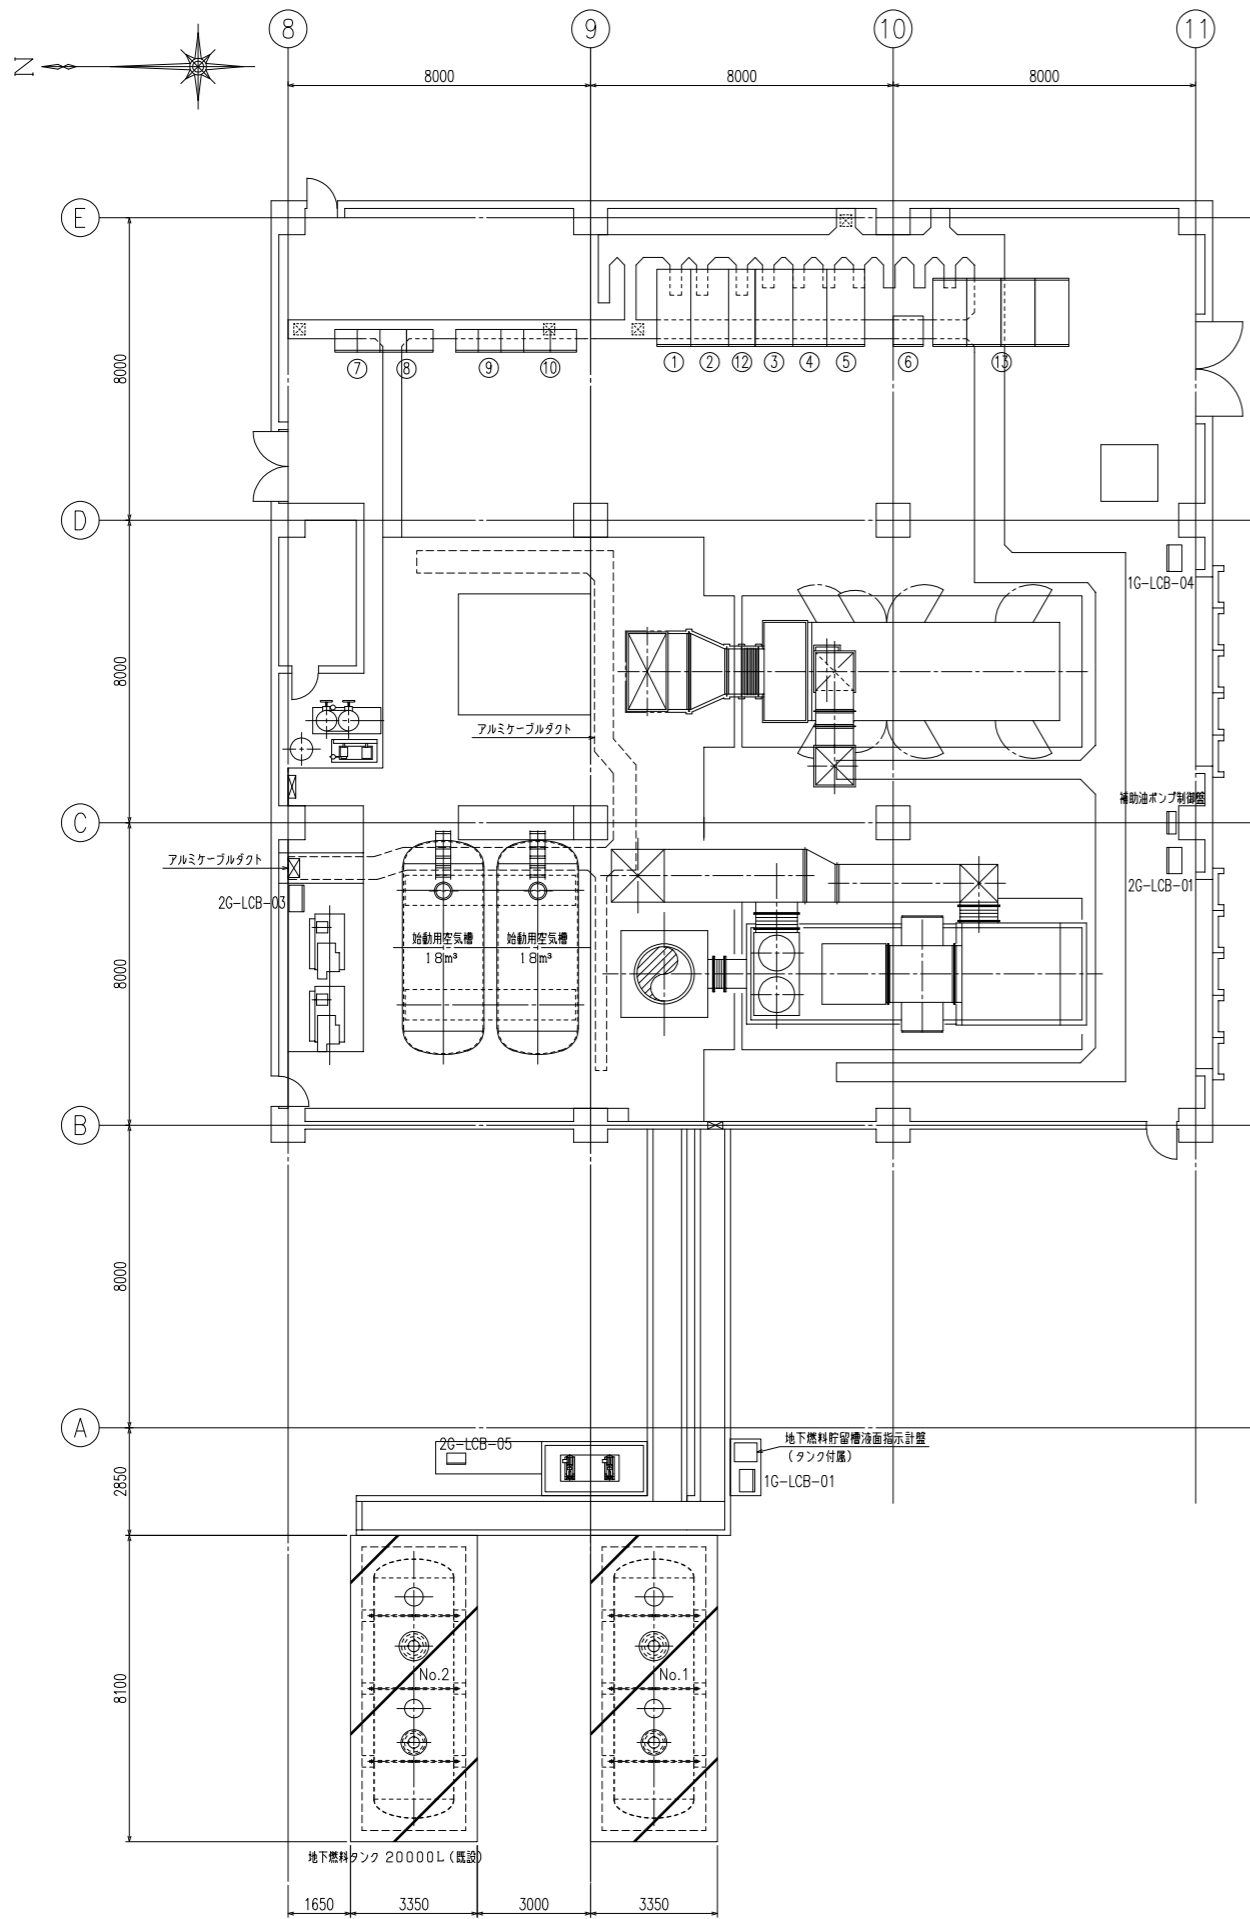 8
9
10
11
N
8000
8000
8000
E
8000
①
②
⑫
③
④
⑤
⑥
⑬
⑦
⑧
⑨
⑩
D
1G-LCB-04
8000
アルミケーブルダクト
補助油ポンプ制御盤
C
アルミケーブルダクト
2G-LCB-01
2G-LCB-03
始動用空気槽
18m³
始動用空気槽
18m³
8000
B
8000
A
2G-LCB-05
地下燃料貯留槽液面指示計盤
(タンク付属)
1G-LCB-01
2850
No.2
No.1
8100
地下燃料タンク 20000L(既設)
1650
3350
3000
3350